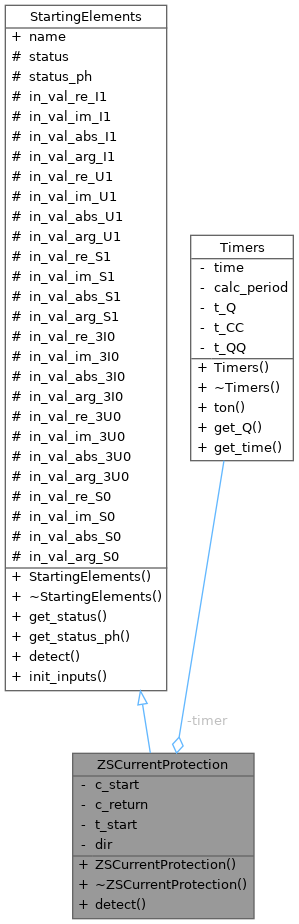 StartingElements
+ name
# status
# status_ph
# in_val_re_I1
# in_val_im_I1
# in_val_abs_I1
# in_val_arg_I1
# in_val_re_U1
# in_val_im_U1
# in_val_abs_U1
# in_val_arg_U1
# in_val_re_S1
# in_val_im_S1
# in_val_abs_S1
# in_val_arg_S1
# in_val_re_3I0
# in_val_im_3I0
# in_val_abs_3I0
# in_val_arg_3I0
# in_val_re_3U0
# in_val_im_3U0
# in_val_abs_3U0
# in_val_arg_3U0
# in_val_re_S0
# in_val_im_S0
# in_val_abs_S0
# in_val_arg_S0
+ StartingElements()
+ ~StartingElements()
+ get_status()
+ get_status_ph()
+ detect()
+ init_inputs()
Timers
- time
- calc_period
- t_Q
- t_CC
- t_QQ
+ Timers()
+ ~Timers()
+ ton()
+ get_Q()
+ get_time()
-timer
ZSCurrentProtection
- c_start
- c_return
- t_start
- dir
+ ZSCurrentProtection()
+ ~ZSCurrentProtection()
+ detect()